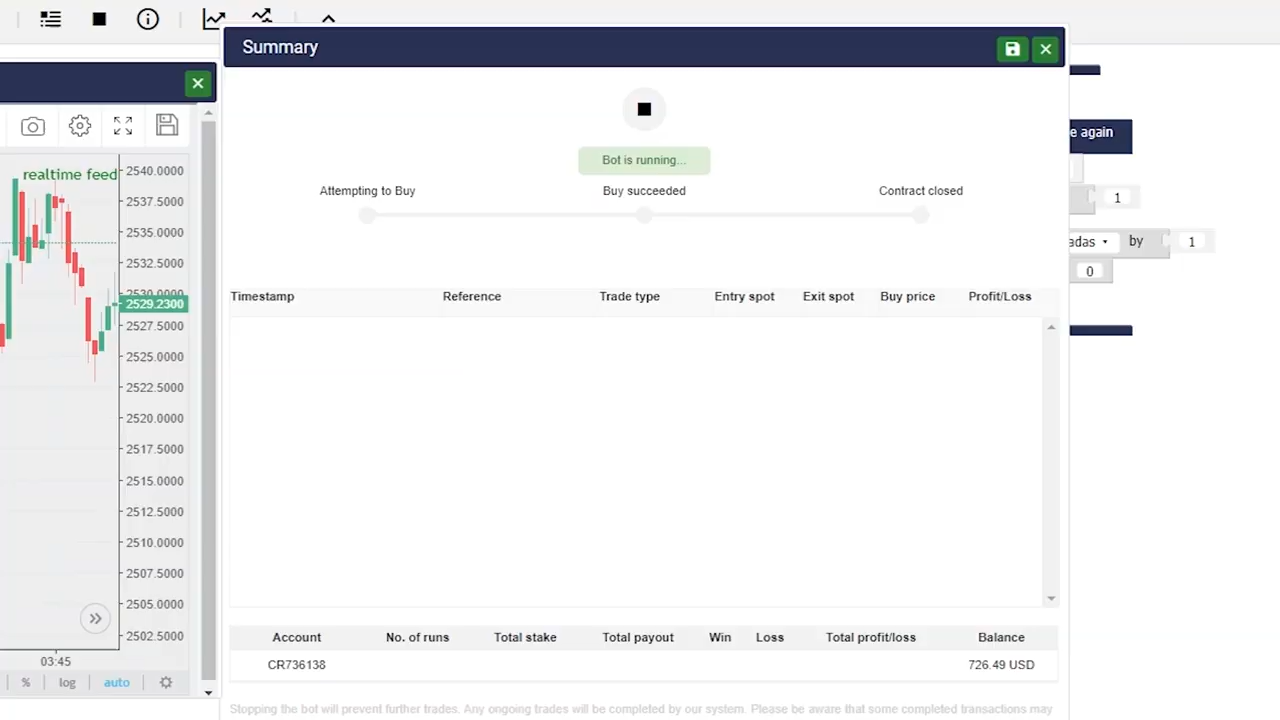 Summary
Bot is running...
Attempting to Buy Buy succeeded Contract closed
Timestamp Reference Trade type Entry spot Exit spot Buy price Profit/Loss
Account No. of runs Total stake Total payout Win Loss Total profit/loss Balance
CR736138 726.49 USD
Stopping the bot will prevent further trades. Any ongoing trades will be completed by our system. Please be aware that some completed transactions may
realtime feed
2540.0000
2537.5000
2535.0000
2532.5000
2530.0000
2529.2300
2527.5000
2525.0000
2522.5000
2520.0000
2517.5000
2515.0000
2512.5000
2510.0000
2507.5000
2505.0000
2502.5000
03:45
% log auto
e again
1
adas by 1
0